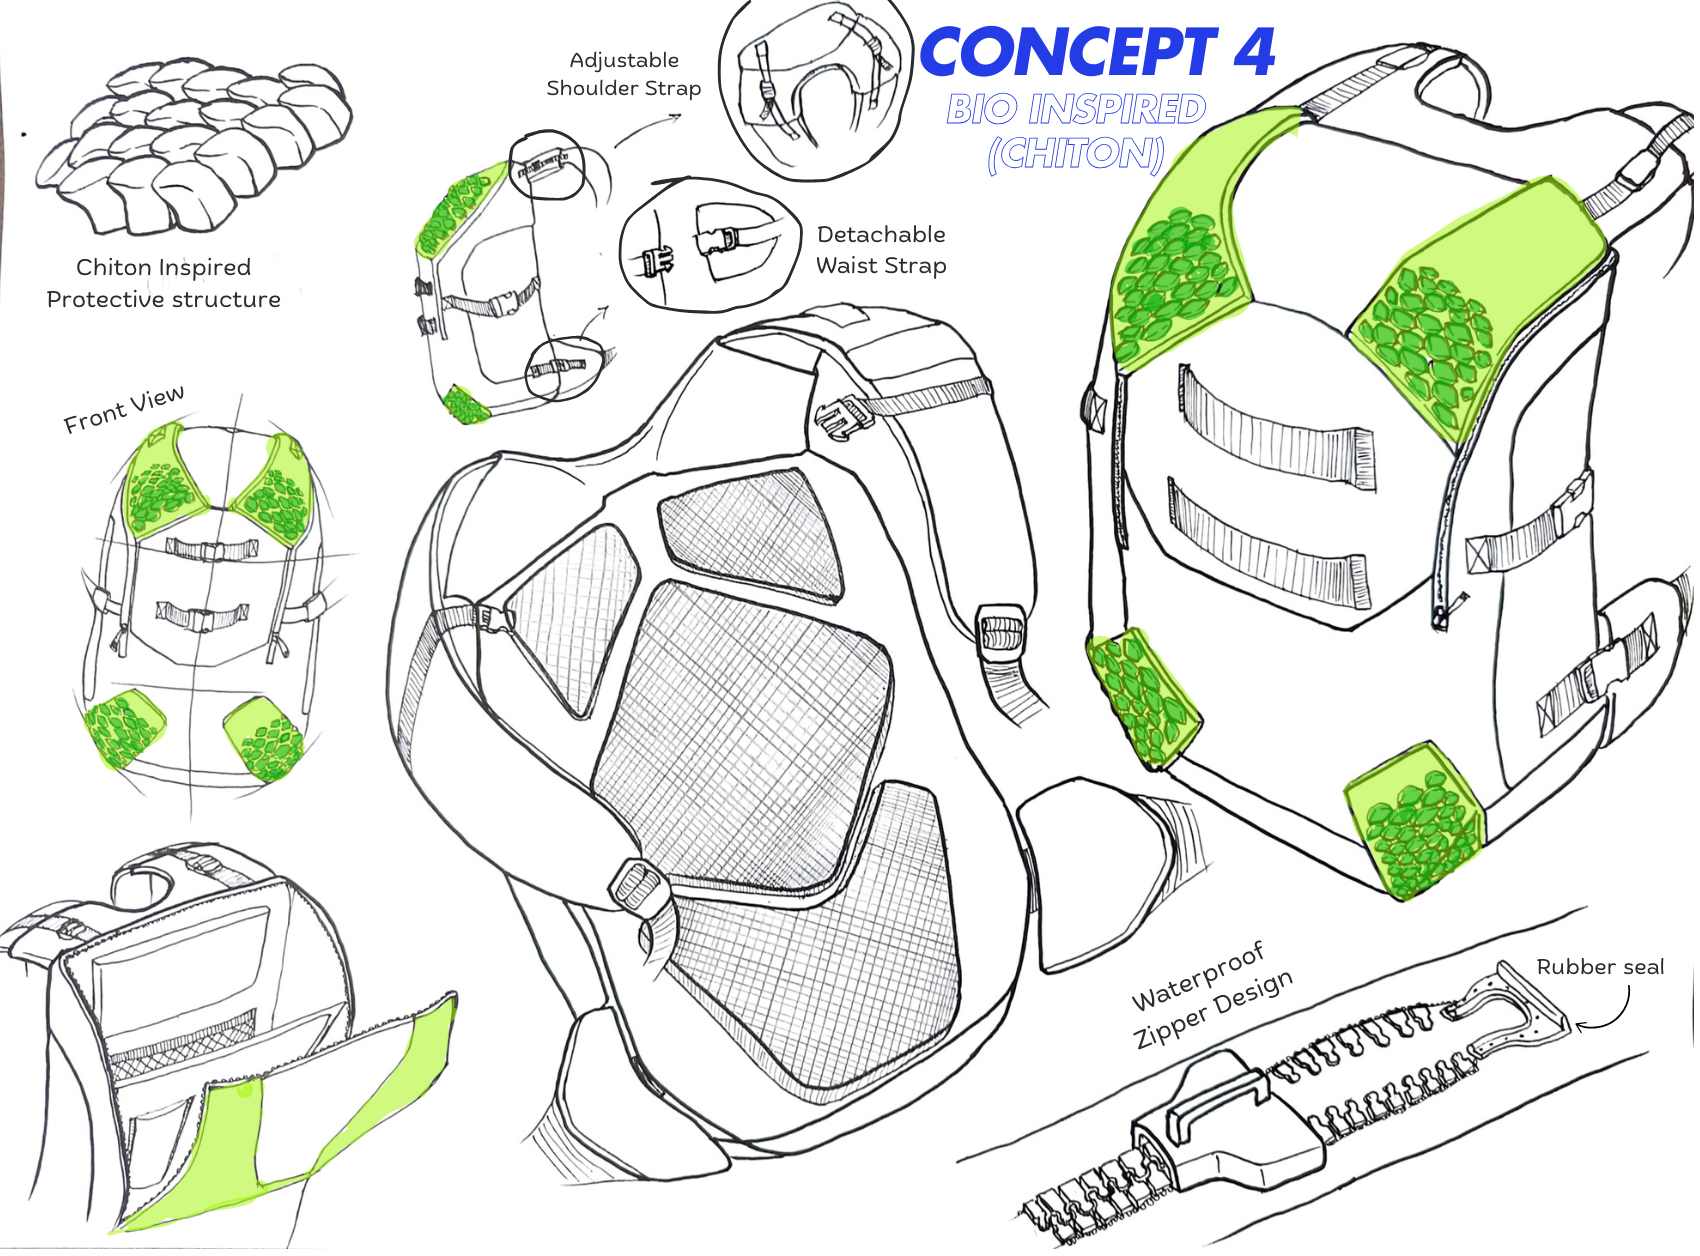 CONCEPT 4
BIO INSPIRED
(CHITON)
Adjustable
Shoulder Strap
Detachable
Waist Strap
Chiton Inspired
Protective structure
Front View
Waterproof
Zipper Design
Rubber seal